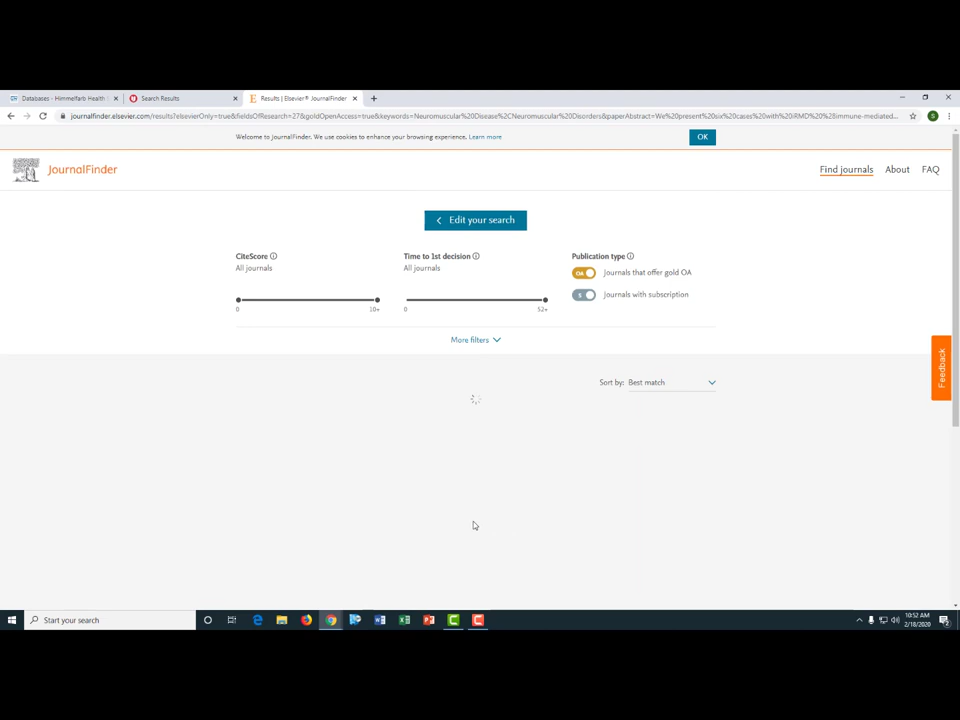 Databases - Himmelfarb Health
Search Results
Results | Elsevier® JournalFinder
journalfinder.elsevier.com/results?elsevierOnly=true&fieldsOfResearch=27&goldOpenAccess=true&keywords=Neuromuscular%20Disease%2CNeuromuscular%20Disorders&paperAbstract=We%20present%20six%20cases%20with%20iRMD%20%28immune-mediated...
S
Welcome to JournalFinder. We use cookies to enhance your browsing experience. Learn more
OK
JournalFinder
Find journals
About
FAQ
Edit your search
CiteScore
All journals
0
10+
Time to 1st decision
All journals
0
52+
Publication type
OA
Journals that offer gold OA
S
Journals with subscription
More filters
Feedback
Sort by: Best match
Start your search
10:52 AM
2/18/2020